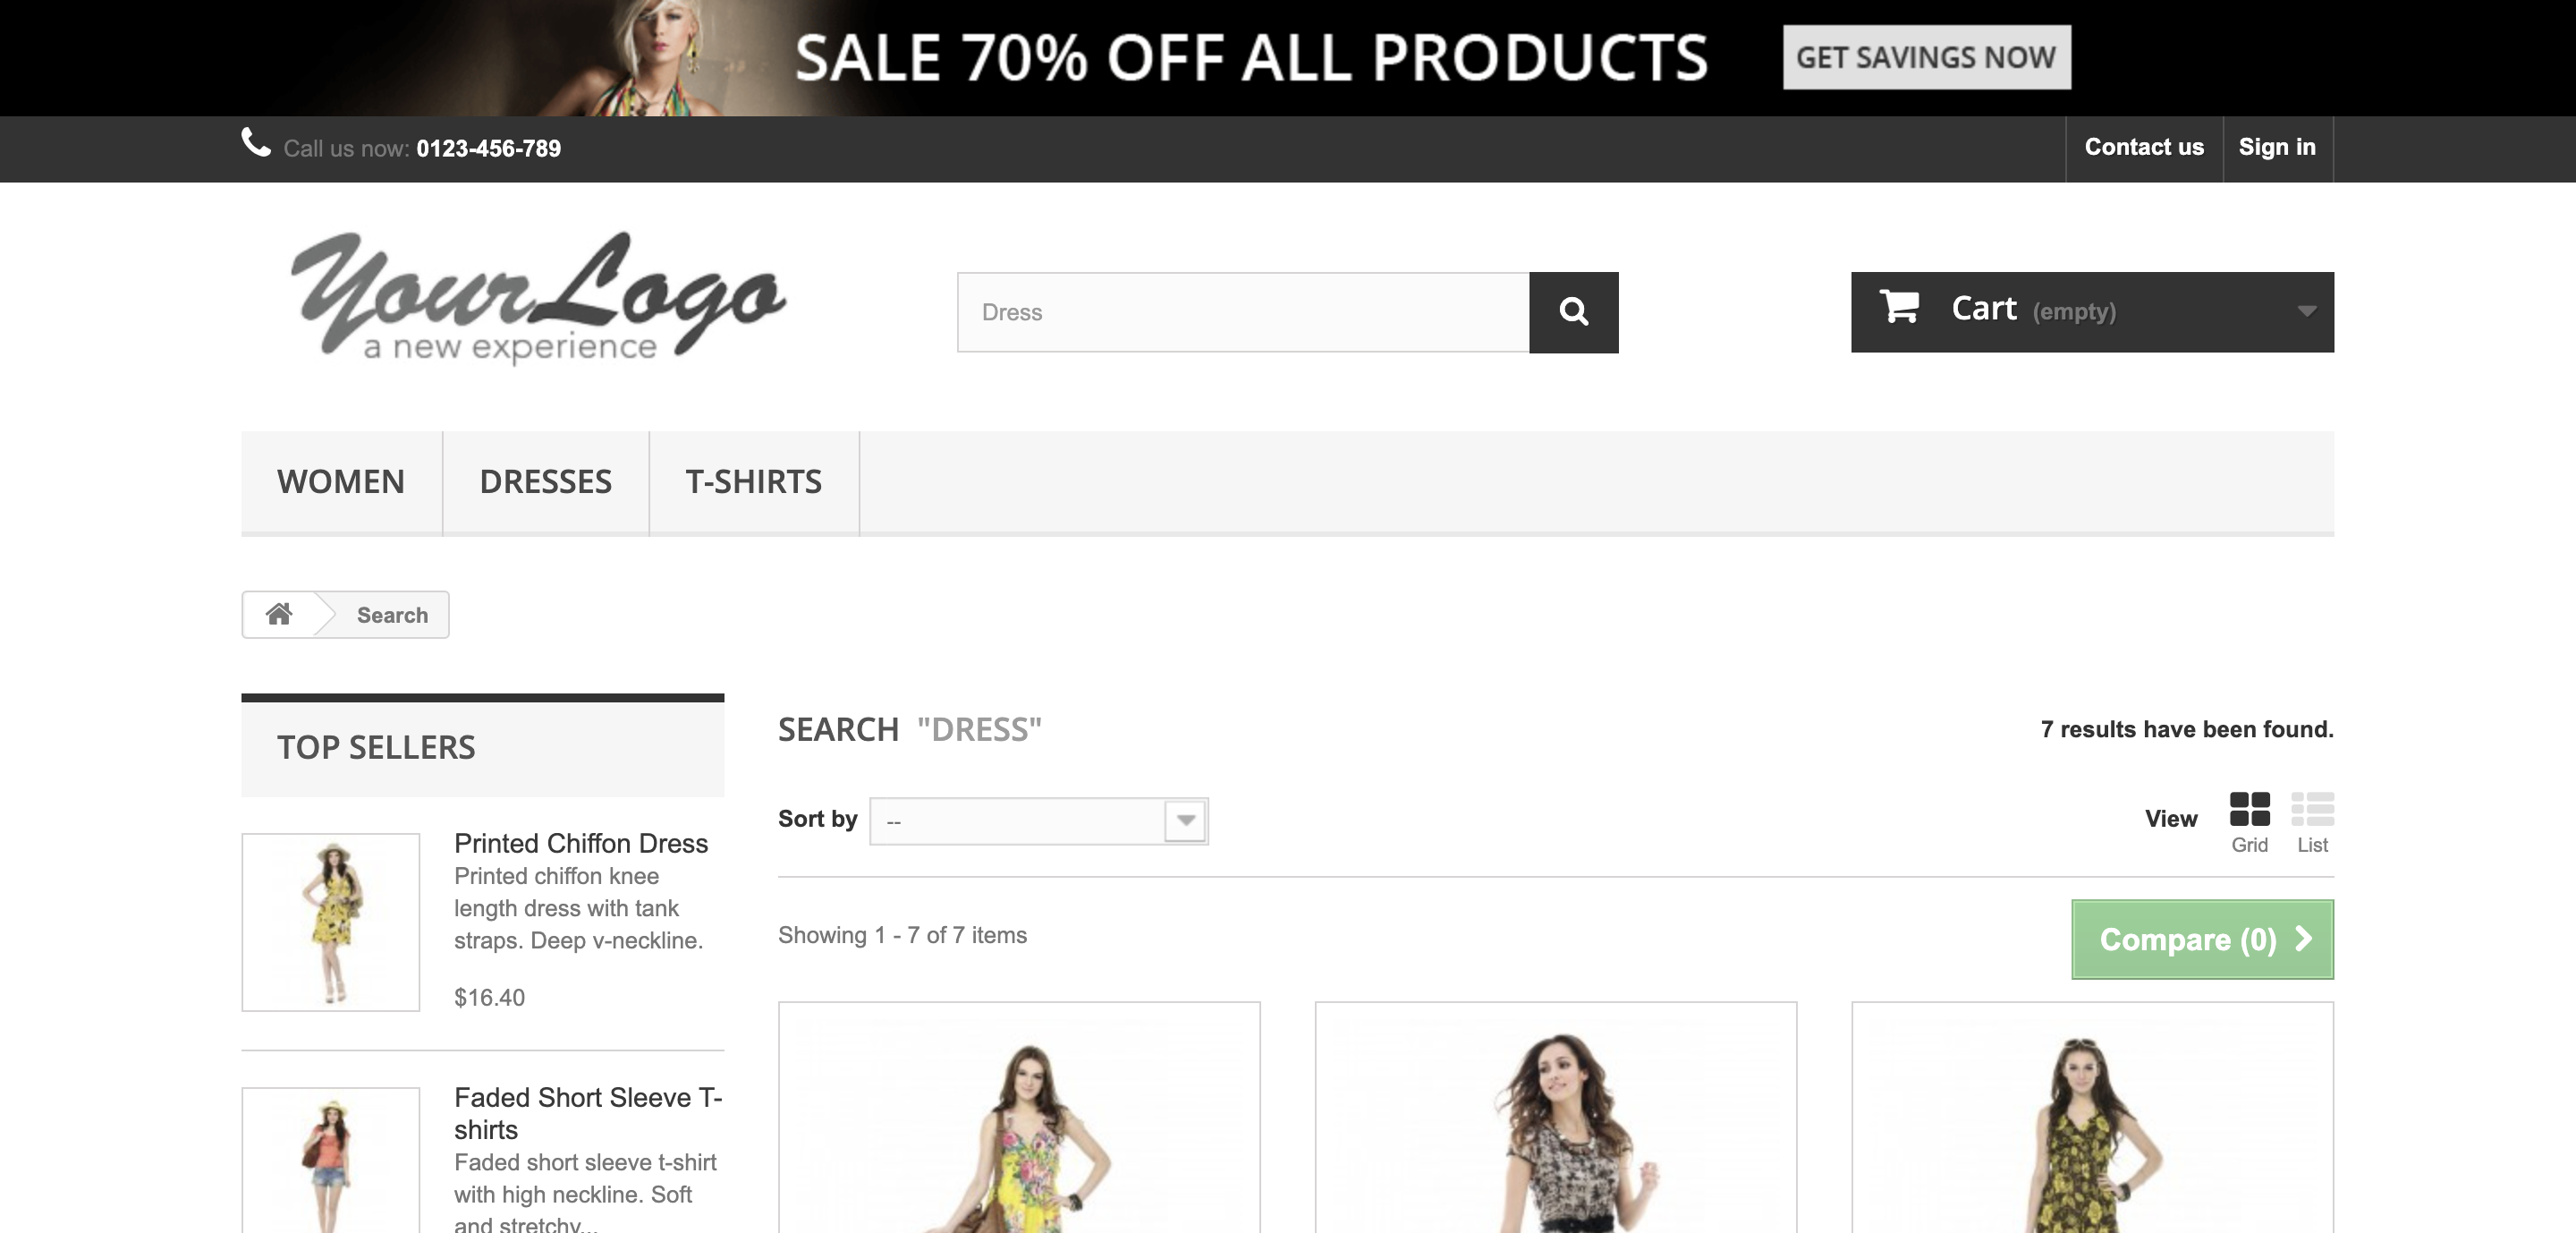 SALE 70% OFF ALL PRODUCTS GET SAVINGS NOW
Call us now: 0123-456-789 Contact us Sign in
YourLogo
a new experience
Dress
Cart (empty)
WOMEN DRESSES T-SHIRTS
Search
TOP SELLERS
Printed Chiffon Dress
Printed chiffon knee
length dress with tank
straps. Deep v-neckline.
$16.40
Faded Short Sleeve T-
shirts
Faded short sleeve t-shirt
with high neckline. Soft
and stretchy...
SEARCH "DRESS"
7 results have been found.
Sort by --
View Grid List
Showing 1 - 7 of 7 items
Compare (0)